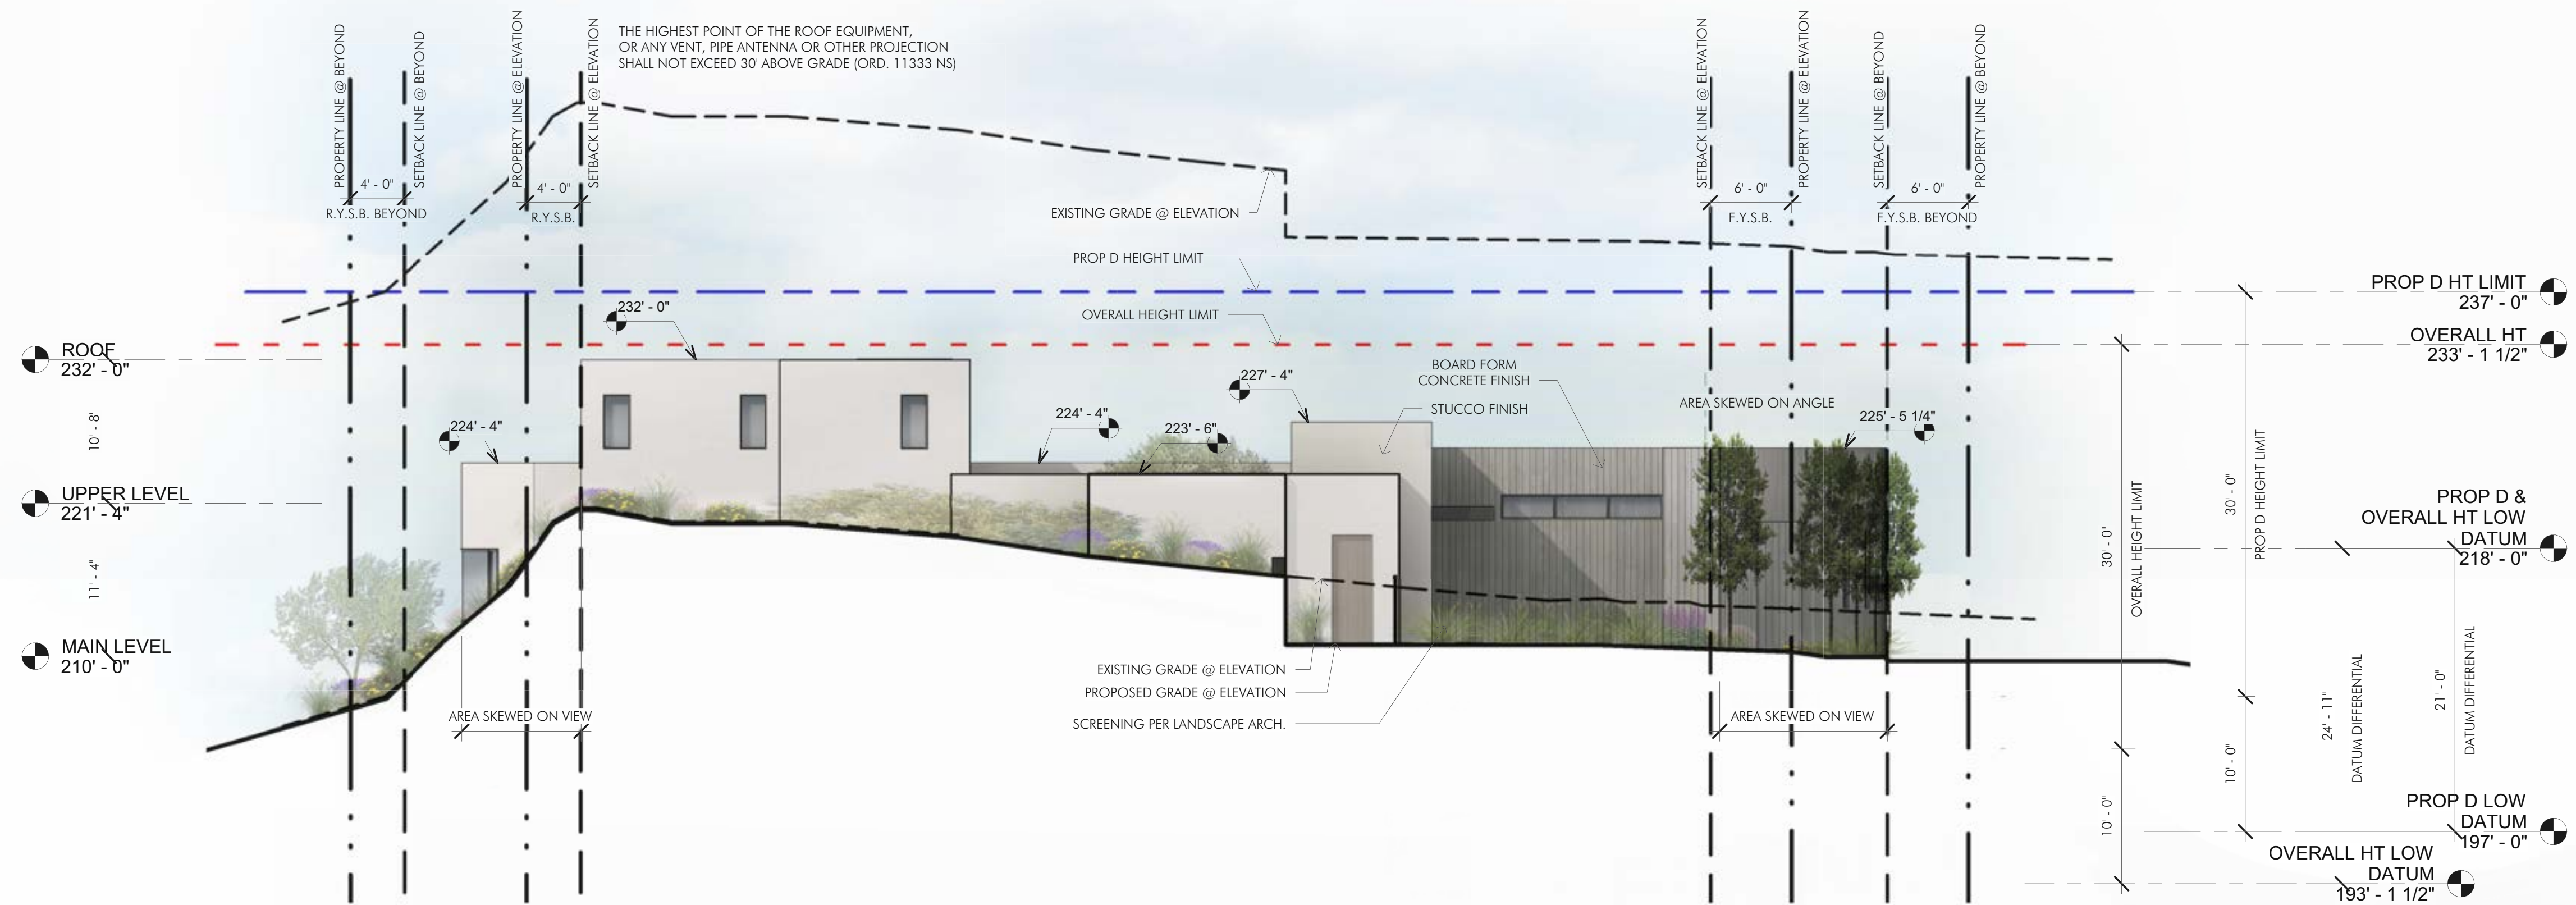 PROPERTY LINE @ BEYOND
SETBACK LINE @ BEYOND
PROPERTY LINE @ ELEVATION
SETBACK LINE @ ELEVATION
THE HIGHEST POINT OF THE ROOF EQUIPMENT,
OR ANY VENT, PIPE ANTENNA OR OTHER PROJECTION
SHALL NOT EXCEED 30' ABOVE GRADE (ORD. 11333 NS)
SETBACK LINE @ ELEVATION
PROPERTY LINE @ ELEVATION
SETBACK LINE @ BEYOND
PROPERTY LINE @ BEYOND
4' - 0"
R.Y.S.B. BEYOND
4' - 0"
R.Y.S.B.
6' - 0"
F.Y.S.B.
6' - 0"
F.Y.S.B. BEYOND
EXISTING GRADE @ ELEVATION
PROP D HEIGHT LIMIT
OVERALL HEIGHT LIMIT
PROP D HT LIMIT
237' - 0"
OVERALL HT
233' - 1 1/2"
ROOF
232' - 0"
232' - 0"
224' - 4"
224' - 4"
223' - 6"
227' - 4"
BOARD FORM
CONCRETE FINISH
STUCCO FINISH
AREA SKEWED ON ANGLE
225' - 5 1/4"
10' - 8"
UPPER LEVEL
221' - 4"
11' - 4"
MAIN LEVEL
210' - 0"
PROP D &
OVERALL HT LOW
DATUM
218' - 0"
30' - 0"
OVERALL HEIGHT LIMIT
30' - 0"
PROP D HEIGHT LIMIT
EXISTING GRADE @ ELEVATION
PROPOSED GRADE @ ELEVATION
SCREENING PER LANDSCAPE ARCH.
AREA SKEWED ON VIEW
AREA SKEWED ON VIEW
10' - 0"
10' - 0"
24' - 11"
DATUM DIFFERENTIAL
21' - 0"
DATUM DIFFERENTIAL
PROP D LOW
DATUM
197' - 0"
OVERALL HT LOW
DATUM
193' - 1 1/2"